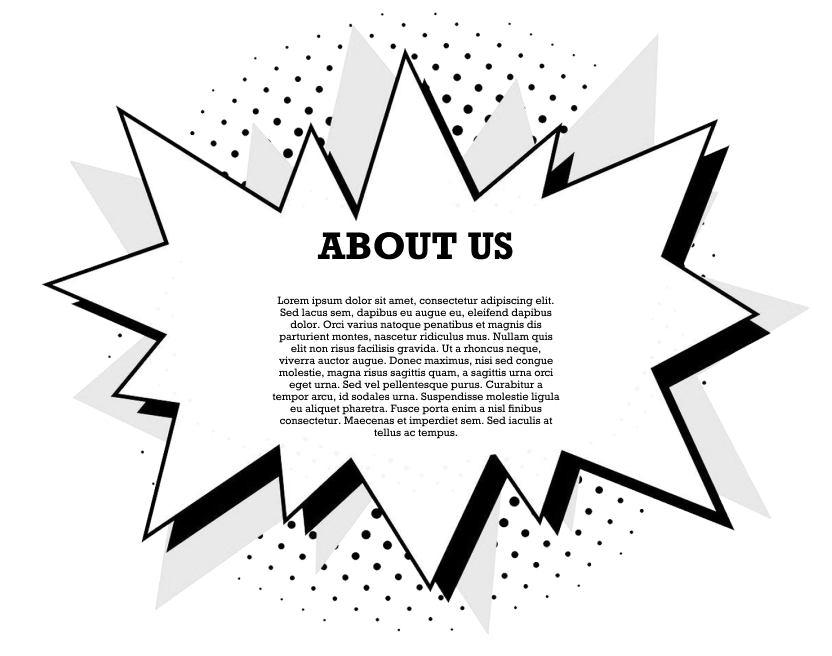 ABOUT US
Lorem ipsum dolor sit amet, consectetur adipiscing elit.
Sed lacus sem, dapibus eu augue eu, eleifend dapibus
dolor. Orci varius natoque penatibus et magnis dis
parturient montes, nascetur ridiculus mus. Nullam quis
elit non risus facilisis gravida. Ut a rhoncus neque,
viverra auctor augue. Donec maximus, nisi sed congue
molestie, magna risus sagittis quam, a sagittis urna orci
eget urna. Sed vel pellentesque purus. Curabitur a
tempor arcu, id sodales urna. Suspendisse molestie ligula
eu aliquet pharetra. Fusce porta enim a nisl finibus
consectetur. Maecenas et imperdiet sem. Sed iaculis at
tellus ac tempus.